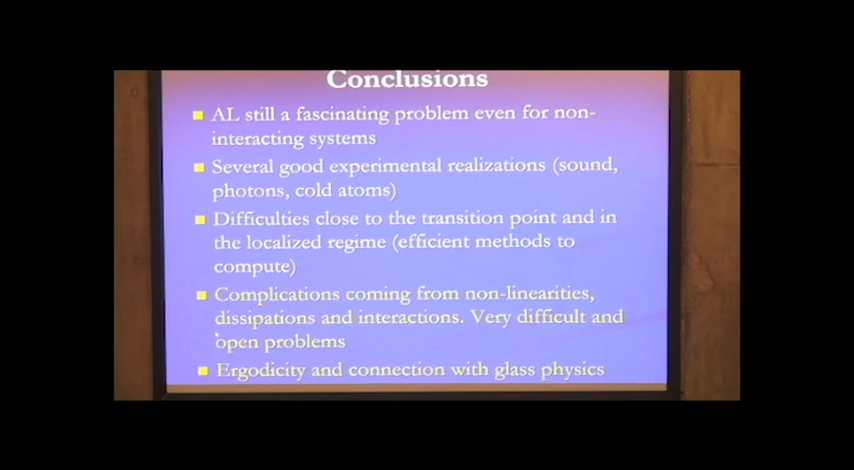 Conclusions
AL still a fascinating problem even for non-
interacting systems
Several good experimental realizations (sound,
photons, cold atoms)
Difficulties close to the transition point and in
the localized regime (efficient methods to
compute)
Complications coming from non-linearities,
dissipations and interactions. Very difficult and
open problems
Ergodicity and connection with glass physics